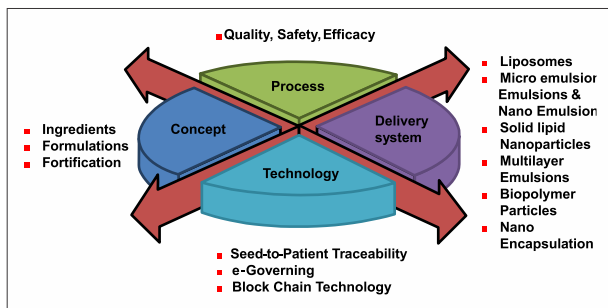 Quality, Safety, Efficacy
Process
Concept
Delivery
system
Technology
Ingredients
Formulations
Fortification
Liposomes
Micro emulsion
Emulsions &
Nano Emulsion
Solid lipid
Nanoparticles
Multilayer
Emulsions
Biopolymer
Particles
Nano
Encapsulation
Seed-to-Patient Traceability
e-Governing
Block Chain Technology